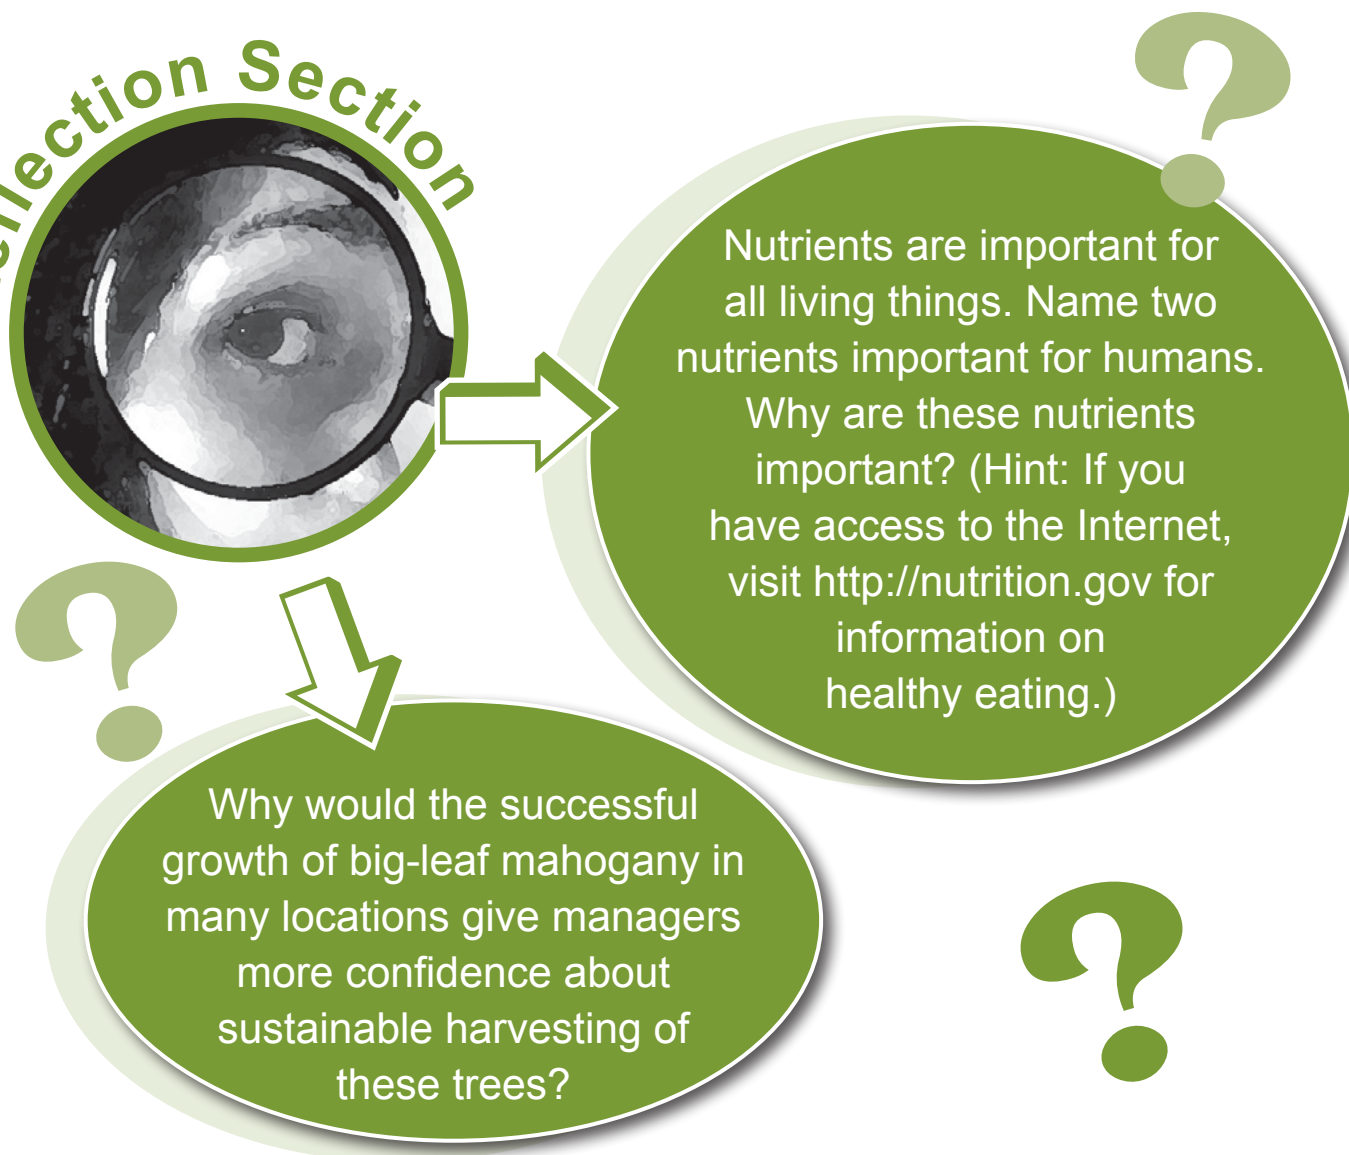 flection Section
Nutrients are important for
all living things. Name two
nutrients important for humans.
Why are these nutrients
important? (Hint: If you
have access to the Internet,
visit http://nutrition.gov for
information on
healthy eating.)
Why would the successful
growth of big-leaf mahogany in
many locations give managers
more confidence about
sustainable harvesting of
these trees?